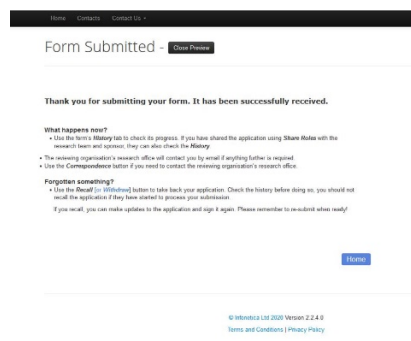 Home Contacts Contact Us
Form Submitted - Close Preview
Thank you for submitting your form. It has been successfully received.
What happens now?
• Use the form's History tab to check its progress. If you have shared the application using Share Roles with the
research team and sponsor, they can also check the History.
• The reviewing organisation's research office will contact you by email if anything further is required.
• Use the Correspondence button if you need to contact the reviewing organisation's research office.
Forgotten something?
• Use the Recall [or Withdraw] button to take back your application. Check the history before doing so, you should not
recall the application if they have started to process your submission.
If you recall, you can make updates to the application and sign it again. Please remember to re-submit when ready!
Home
© Infonetica Ltd 2020 Version 2.2.4.0
Terms and Conditions | Privacy Policy